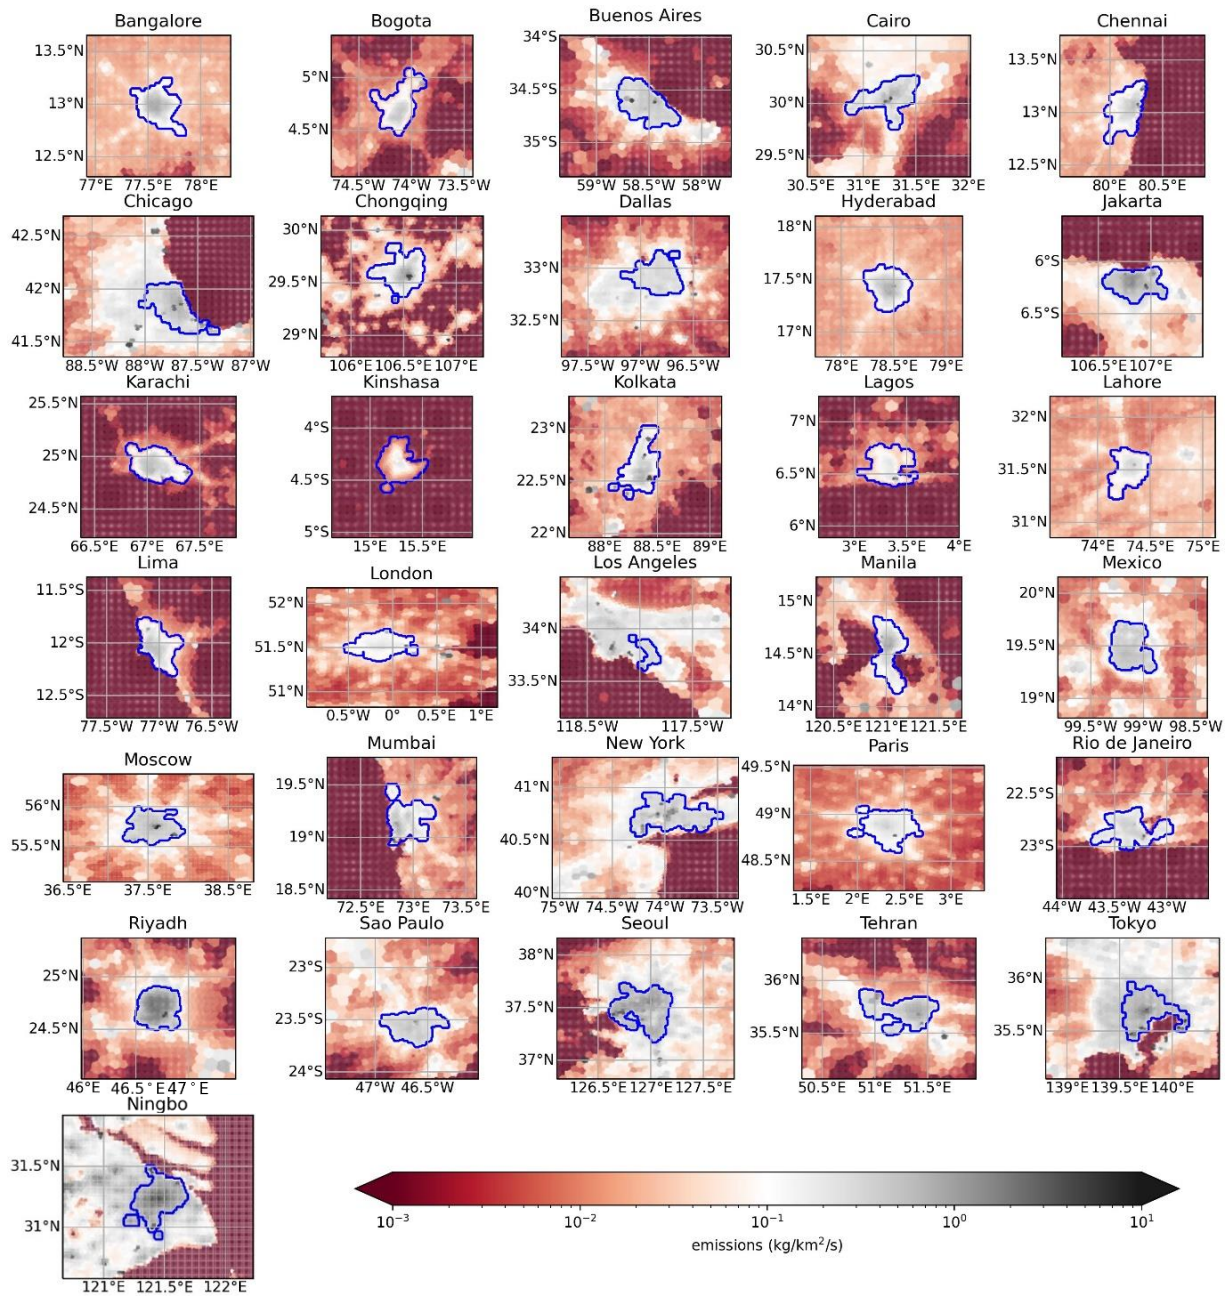 Bangalore
13.5°N
13°N
12.5°N
77°E 77.5°E 78°E
Bogota
5°N
4.5°N
74.5°W 74°W 73.5°W
Buenos Aires
34°S
34.5°S
35°S
59°W 58.5°W 58°W
Cairo
30.5°N
30°N
29.5°N
30.5°E 31°E 31.5°E 32°E
Chennai
13.5°N
13°N
12.5°N
80°E 80.5°E
Chicago
42.5°N
42°N
41.5°N
88.5°W 88°W 87.5°W 87°W
Chongqing
30°N
29.5°N
29°N
106°E 106.5°E 107°E
Dallas
33°N
32.5°N
97.5°W 97°W 96.5°W
Hyderabad
18°N
17.5°N
17°N
78°E 78.5°E 79°E
Jakarta
6°S
6.5°S
106.5°E 107°E
Karachi
25.5°N
25°N
24.5°N
66.5°E 67°E 67.5°E
Kinshasa
4°S
4.5°S
5°S
15°E 15.5°E
Kolkata
23°N
22.5°N
22°N
88°E 88.5°E 89°E
Lagos
7°N
6.5°N
6°N
3°E 3.5°E 4°E
Lahore
32°N
31.5°N
31°N
74°E 74.5°E 75°E
Lima
11.5°S
12°S
12.5°S
77.5°W 77°W 76.5°W
London
52°N
51.5°N
51°N
0.5°W 0° 0.5°E 1°E
Los Angeles
34°N
33.5°N
118.5°W 117.5°W
Manila
15°N
14.5°N
14°N
120.5°E 121°E 121.5°E
Mexico
20°N
19.5°N
19°N
99.5°W 99°W 98.5°W
Moscow
56°N
55.5°N
36.5°E 37.5°E 38.5°E
Mumbai
19.5°N
19°N
18.5°N
72.5°E 73°E 73.5°E
New York
41°N
40.5°N
40°N
75°W 74.5°W 74°W 73.5°W
Paris
49.5°N
49°N
48.5°N
1.5°E 2°E 2.5°E 3°E
Rio de Janeiro
22.5°S
23°S
44°W 43.5°W 43°W
Riyadh
25°N
24.5°N
46°E 46.5°E 47°E
Sao Paulo
23°S
23.5°S
24°S
47°W 46.5°W
Seoul
38°N
37.5°N
37°N
126.5°E 127°E 127.5°E
Tehran
36°N
35.5°N
50.5°E 51°E 51.5°E
Tokyo
36°N
35.5°N
139°E 139.5°E 140°E
Ningbo
31.5°N
31°N
121°E 121.5°E 122°E
10⁻³ 10⁻² 10⁻¹ 10⁰ 10¹
emissions (kg/km²/s)